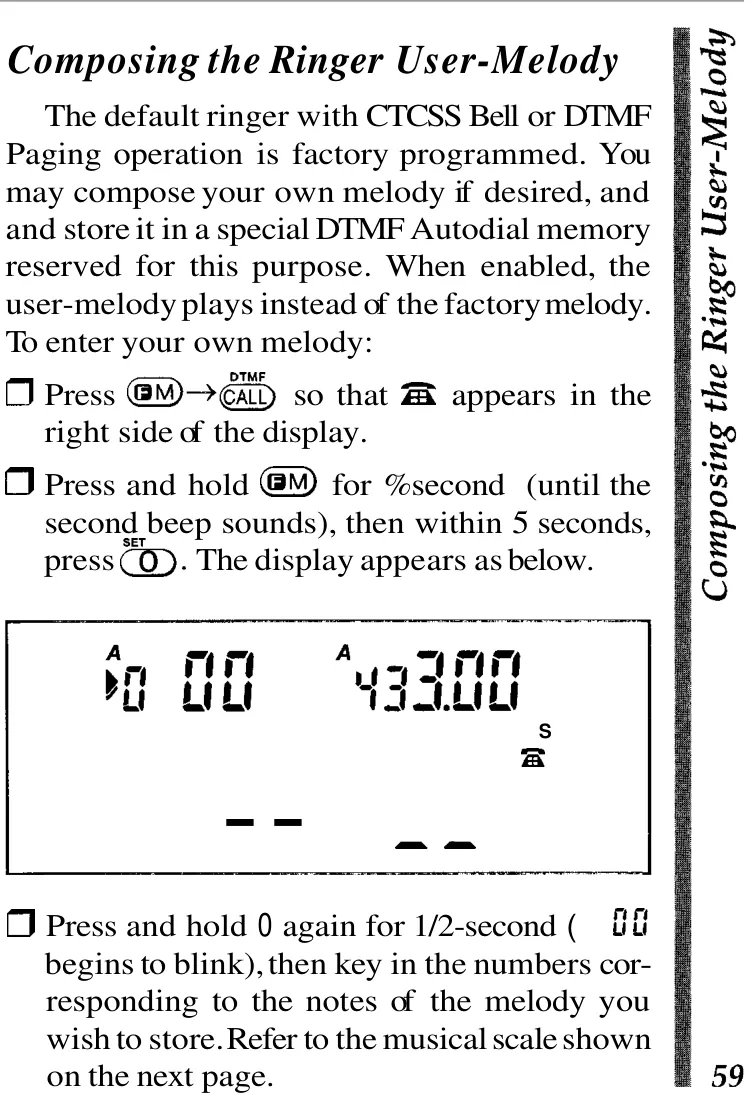 Composing the Ringer User-Melody
The default ringer with CTCSS Bell or DTMF
Paging operation is factory programmed. You
may compose your own melody if desired, and
and store it in a special DTMF Autodial memory
reserved for this purpose. When enabled, the
user-melody plays instead of the factory melody.
To enter your own melody:
❒ Press FM→CALL DTMF so that ☎ appears in the
right side of the display.
❒ Press and hold FM for %second (until the
second beep sounds), then within 5 seconds,
press SET 0. The display appears as below.
A A
0 00 433.00
S
☎
– –
– –
❒ Press and hold 0 again for 1/2-second ( 00
begins to blink), then key in the numbers cor-
responding to the notes of the melody you
wish to store. Refer to the musical scale shown
on the next page.
Composing the Ringer User-Melody
59